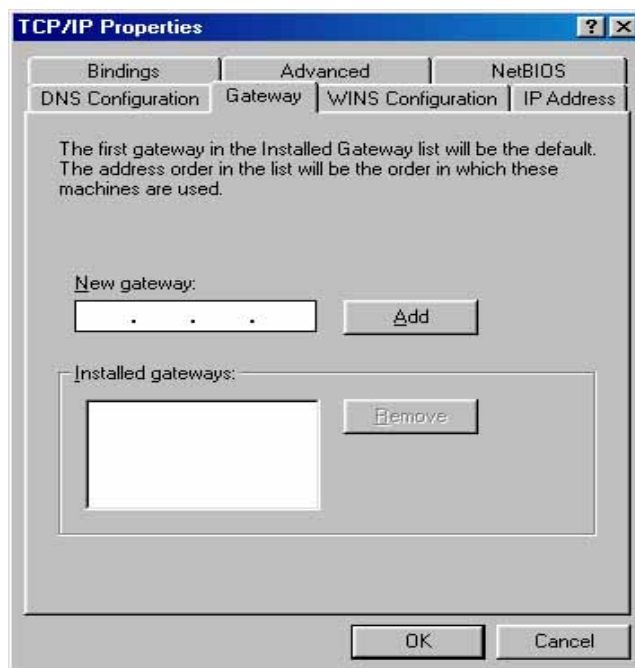 TCP/IP Properties
Bindings
Advanced
NetBIOS
DNS Configuration
Gateway
WINS Configuration
IP Address
The first gateway in the Installed Gateway list will be the default.
The address order in the list will be the order in which these
machines are used.
New gateway:
. . .
Add
Installed gateways:
Remove
OK
Cancel